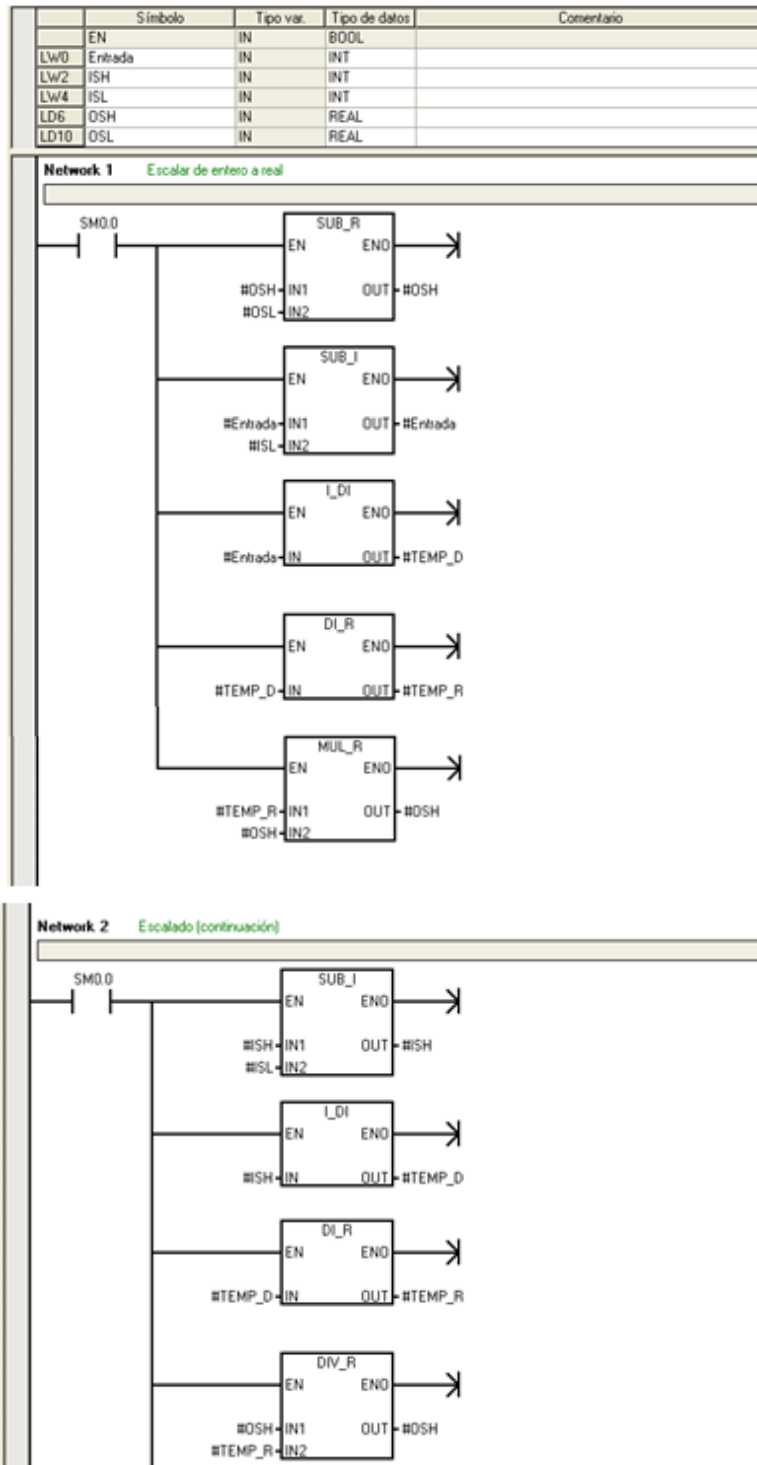 Símbolo Tipo var. Tipo de datos Comentario
EN IN BOOL
LW0 Entrada IN INT
LW2 ISH IN INT
LW4 ISL IN INT
LD6 OSH IN REAL
LD10 OSL IN REAL
Network 1 Escalar de entero a real
SM0.0
SUB_R
EN ENO
#OSH IN1 OUT #OSH
#OSL IN2
SUB_I
EN ENO
#Entrada IN1 OUT #Entrada
#ISL IN2
I_DI
EN ENO
#Entrada IN OUT #TEMP_D
DI_R
EN ENO
#TEMP_D IN OUT #TEMP_R
MUL_R
EN ENO
#TEMP_R IN1 OUT #OSH
#OSH IN2
Network 2 Escalado (continuación)
SM0.0
SUB_I
EN ENO
#ISH IN1 OUT #ISH
#ISL IN2
I_DI
EN ENO
#ISH IN OUT #TEMP_D
DI_R
EN ENO
#TEMP_D IN OUT #TEMP_R
DIV_R
EN ENO
#OSH IN1 OUT #OSH
#TEMP_R IN2